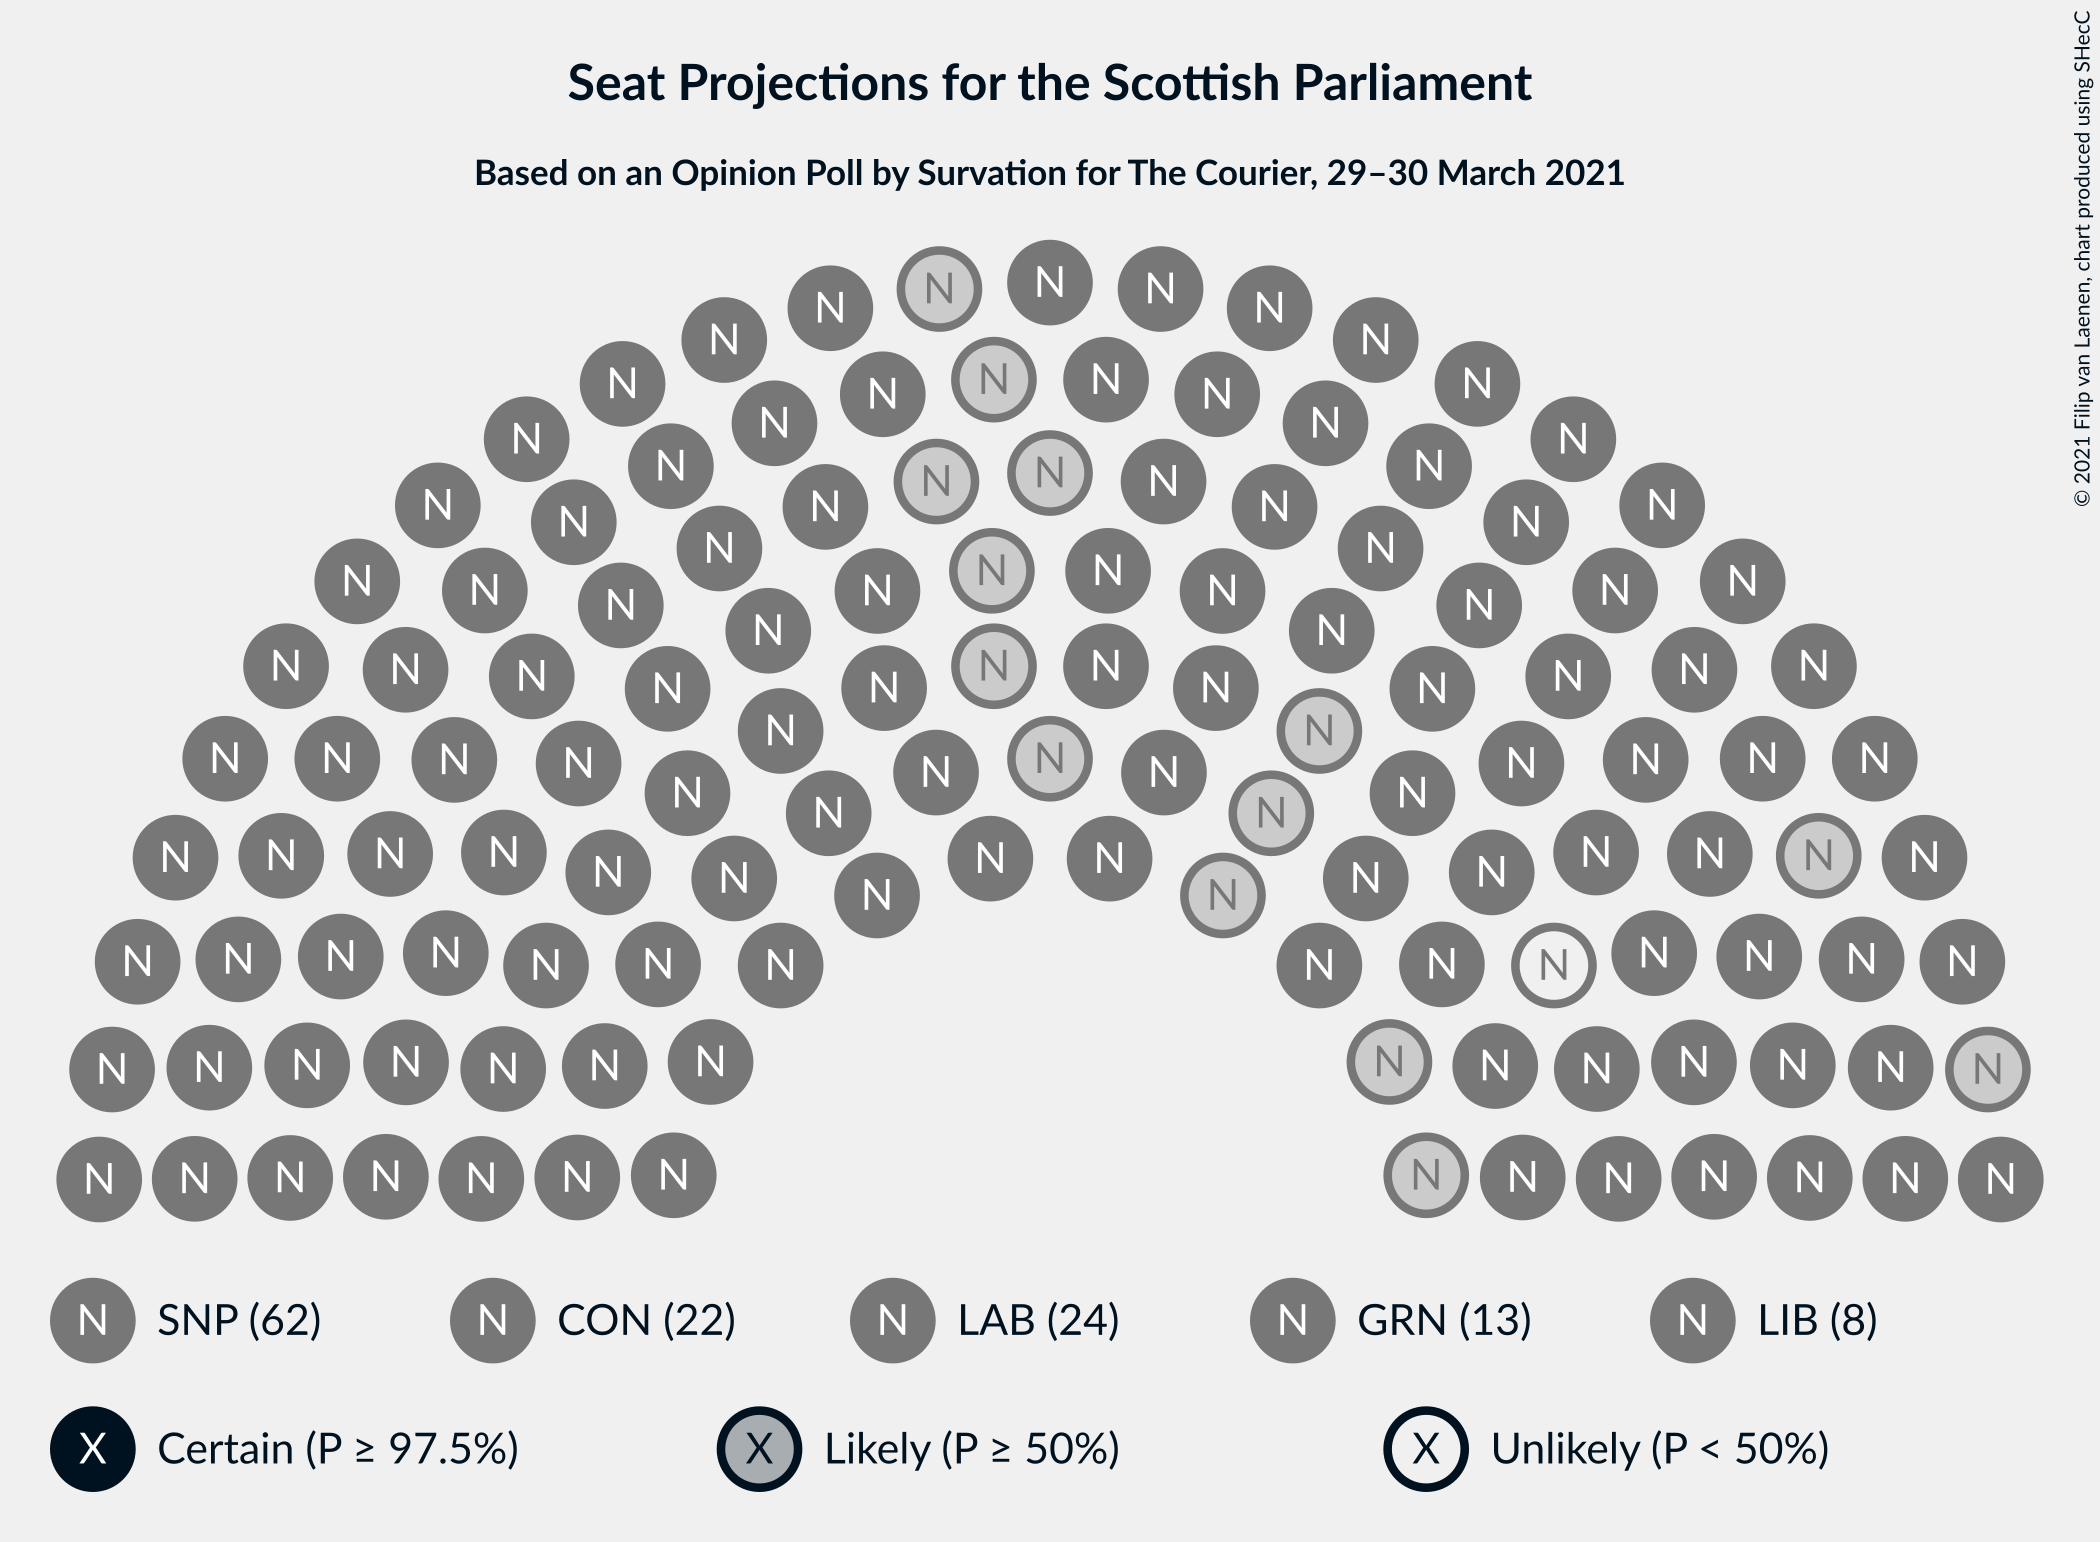 Seat Projections for the Scottish Parliament
Based on an Opinion Poll by Survation for The Courier, 29–30 March 2021
© 2021 Filip van Laenen, chart produced using SHecC
N N N N N N N N N N N N N N N N N N N N N N N N N N N
N N N N N N N N N N N N N N N N N N N N N N N N
N N N N N N N N N N N N N N N N N N N N N
N N N N N N N N N N N N N N N N N N
N N N N N N N N N N N N N N N N
N N N N N N N N N N N N N
N N N N N N N N N N
N SNP (62) N CON (22) N LAB (24) N GRN (13) N LIB (8)
X Certain (P ≥ 97.5%) X Likely (P ≥ 50%) X Unlikely (P < 50%)